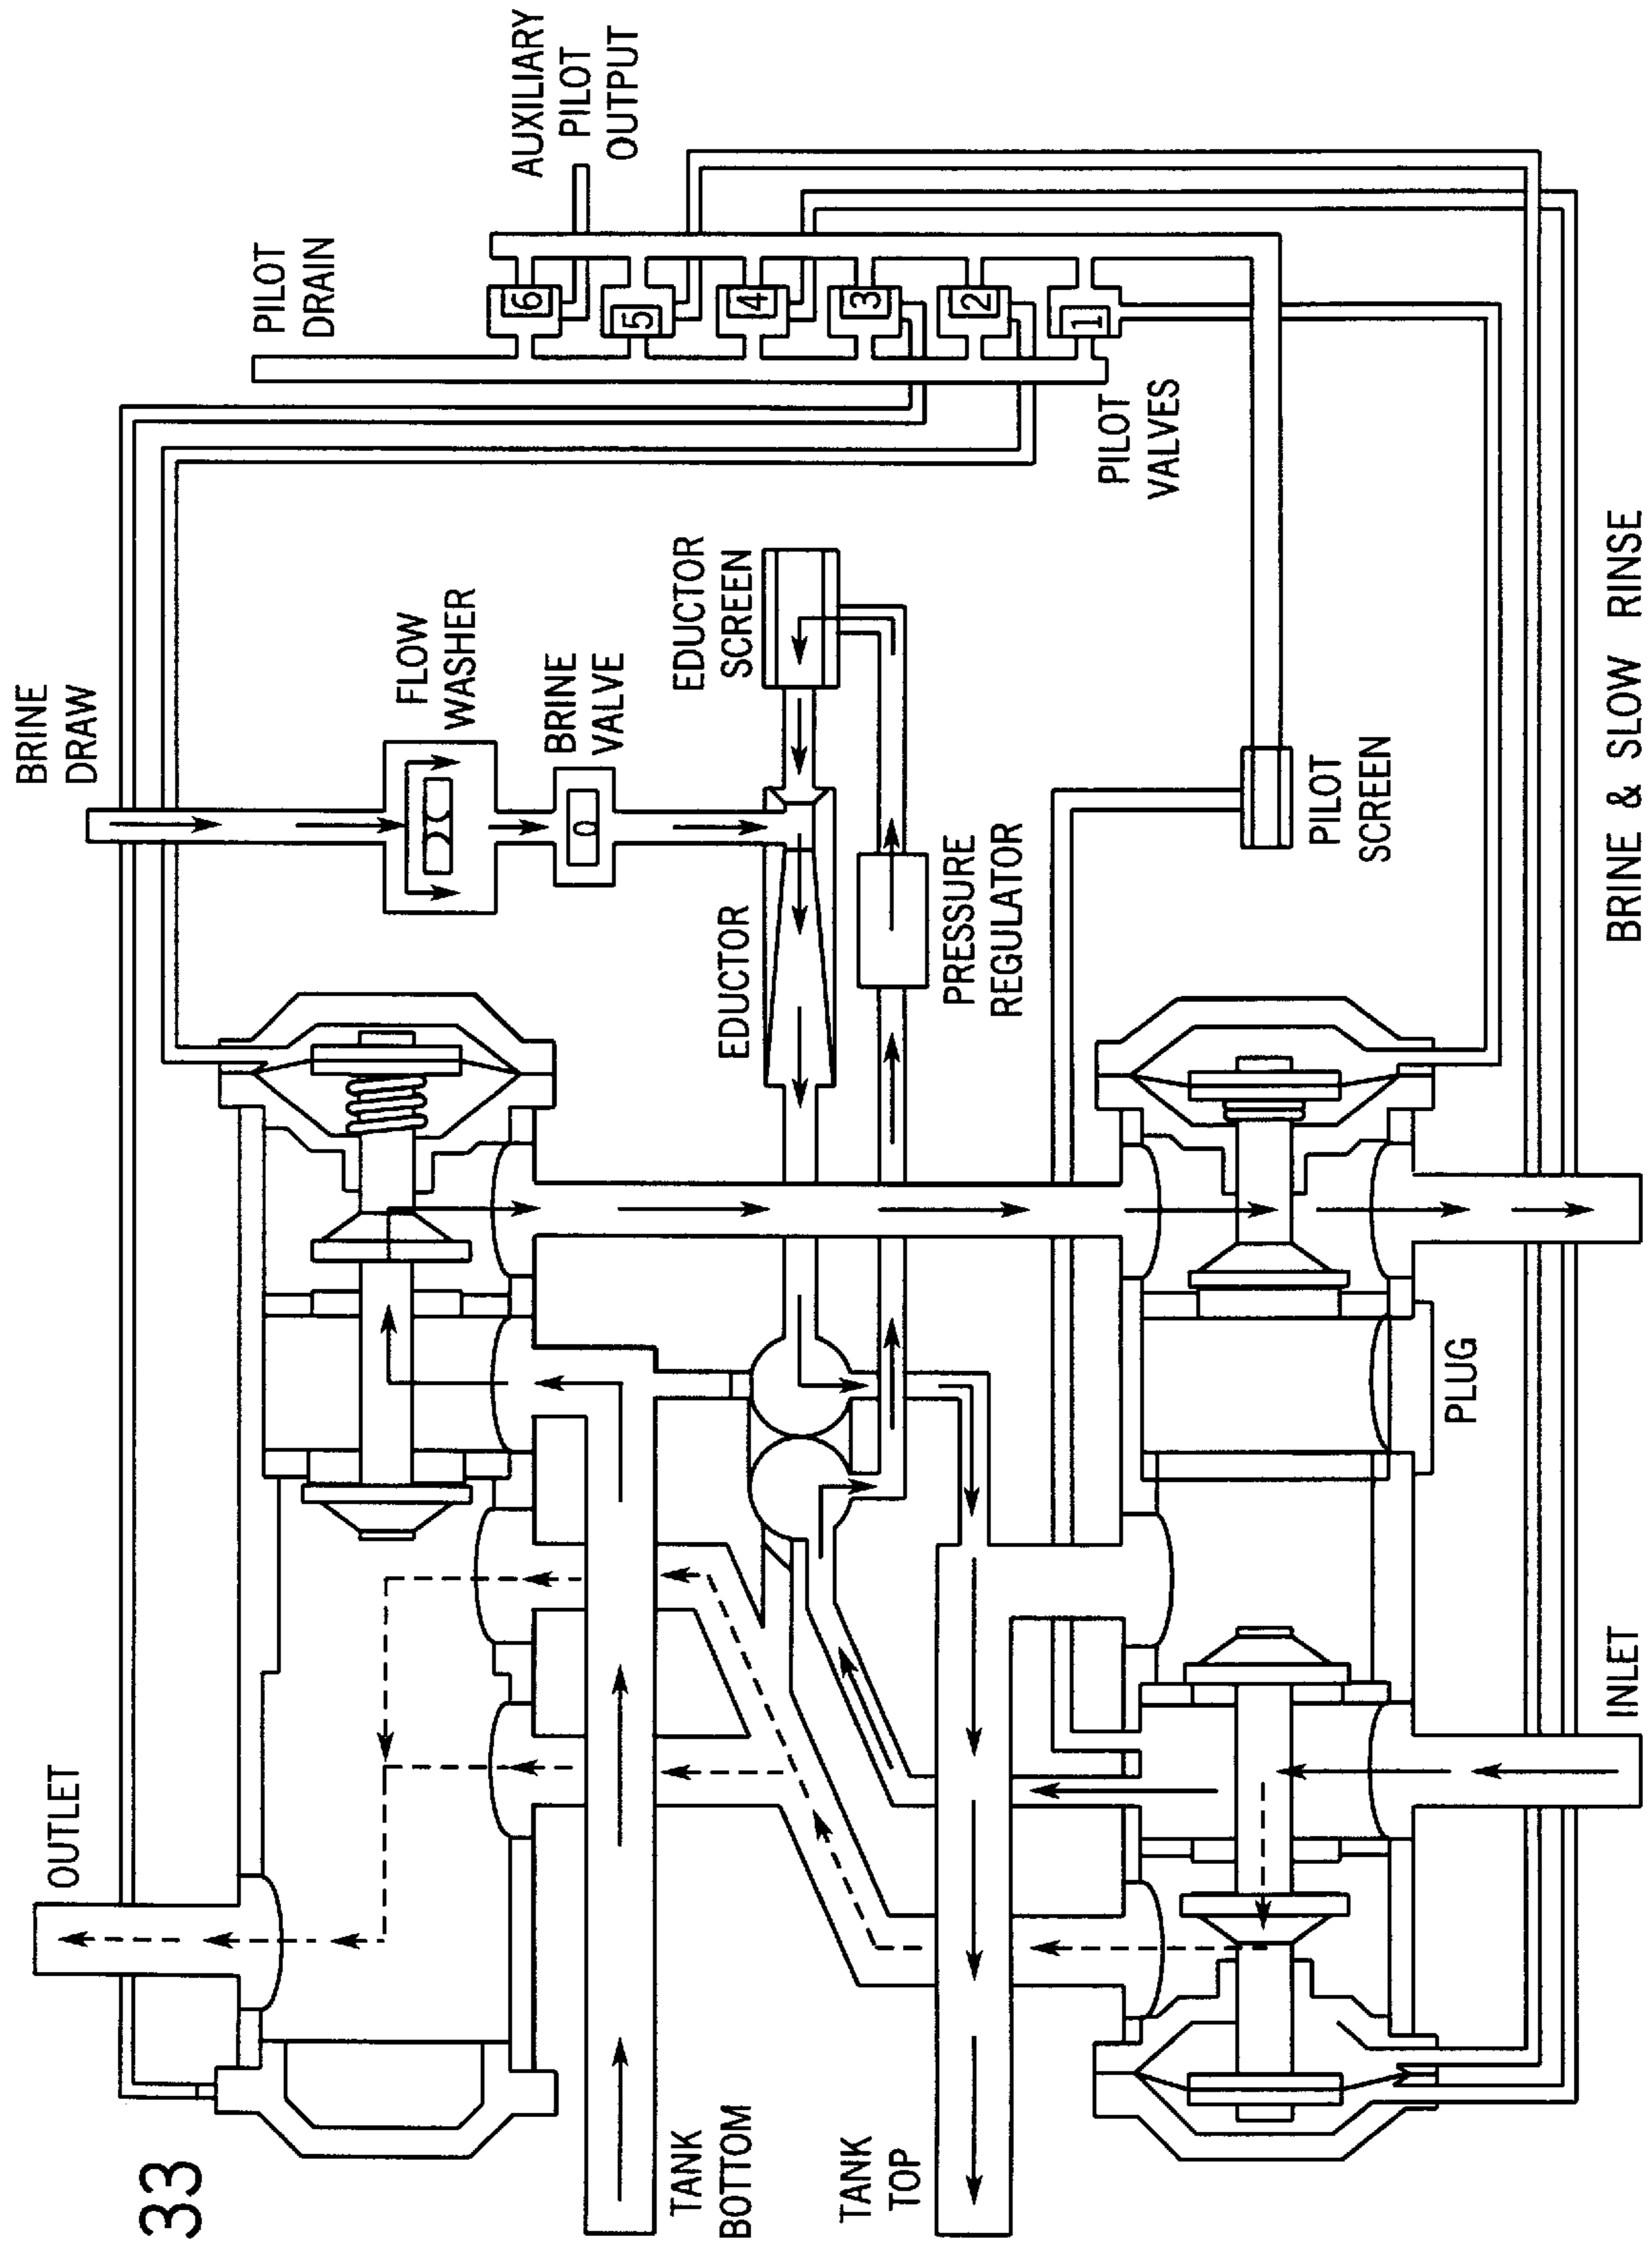 33
OUTLET
BRINE
DRAW
PILOT
DRAIN
AUXILIARY
PILOT
OUTPUT
FLOW
WASHER
BRINE
VALVE
0
EDUCTOR
SCREEN
EDUCTOR
PRESSURE
REGULATOR
6
5
4
3
2
1
PILOT
VALVES
PILOT
SCREEN
TANK
BOTTOM
TANK
TOP
PLUG
INLET
BRINE & SLOW RINSE